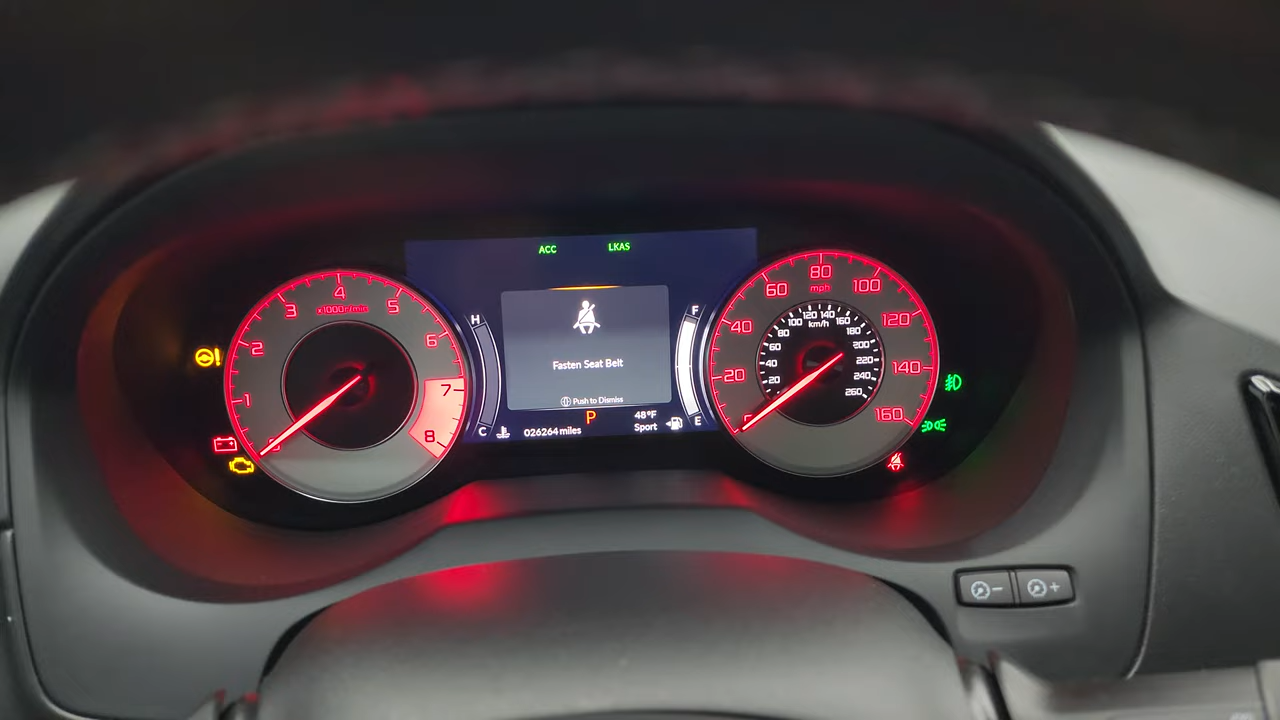 ACC LKAS
4
x1000r/min
3 5
2 6
1 7
8
H F
Fasten Seat Belt
Push to Dismiss
C E
P
026264 miles
48°F
Sport
80
mph
60 100
40 120
20 140
160
120 140
100 160
km/h
80 180
60 200
40 220
20 240
260
- +